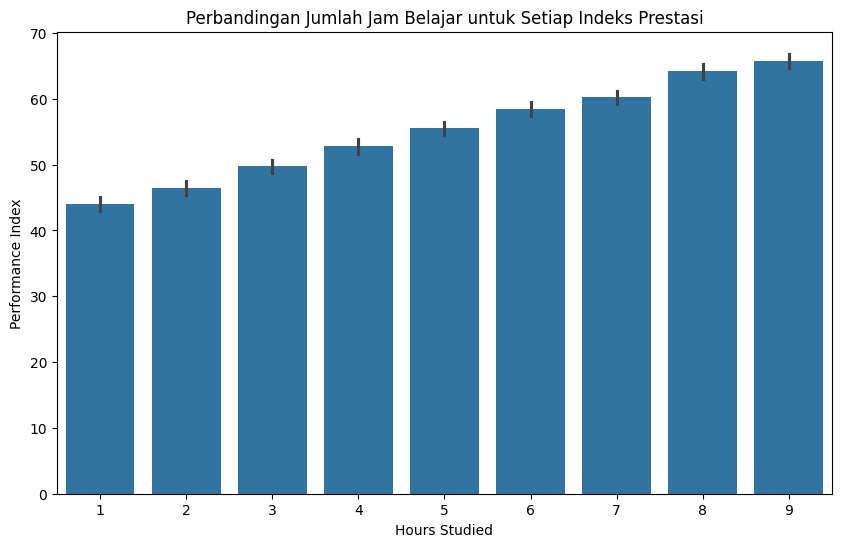 Perbandingan Jumlah Jam Belajar untuk Setiap Indeks Prestasi
70
60
50
40
30
20
10
0
Performance Index
1 2 3 4 5 6 7 8 9
Hours Studied